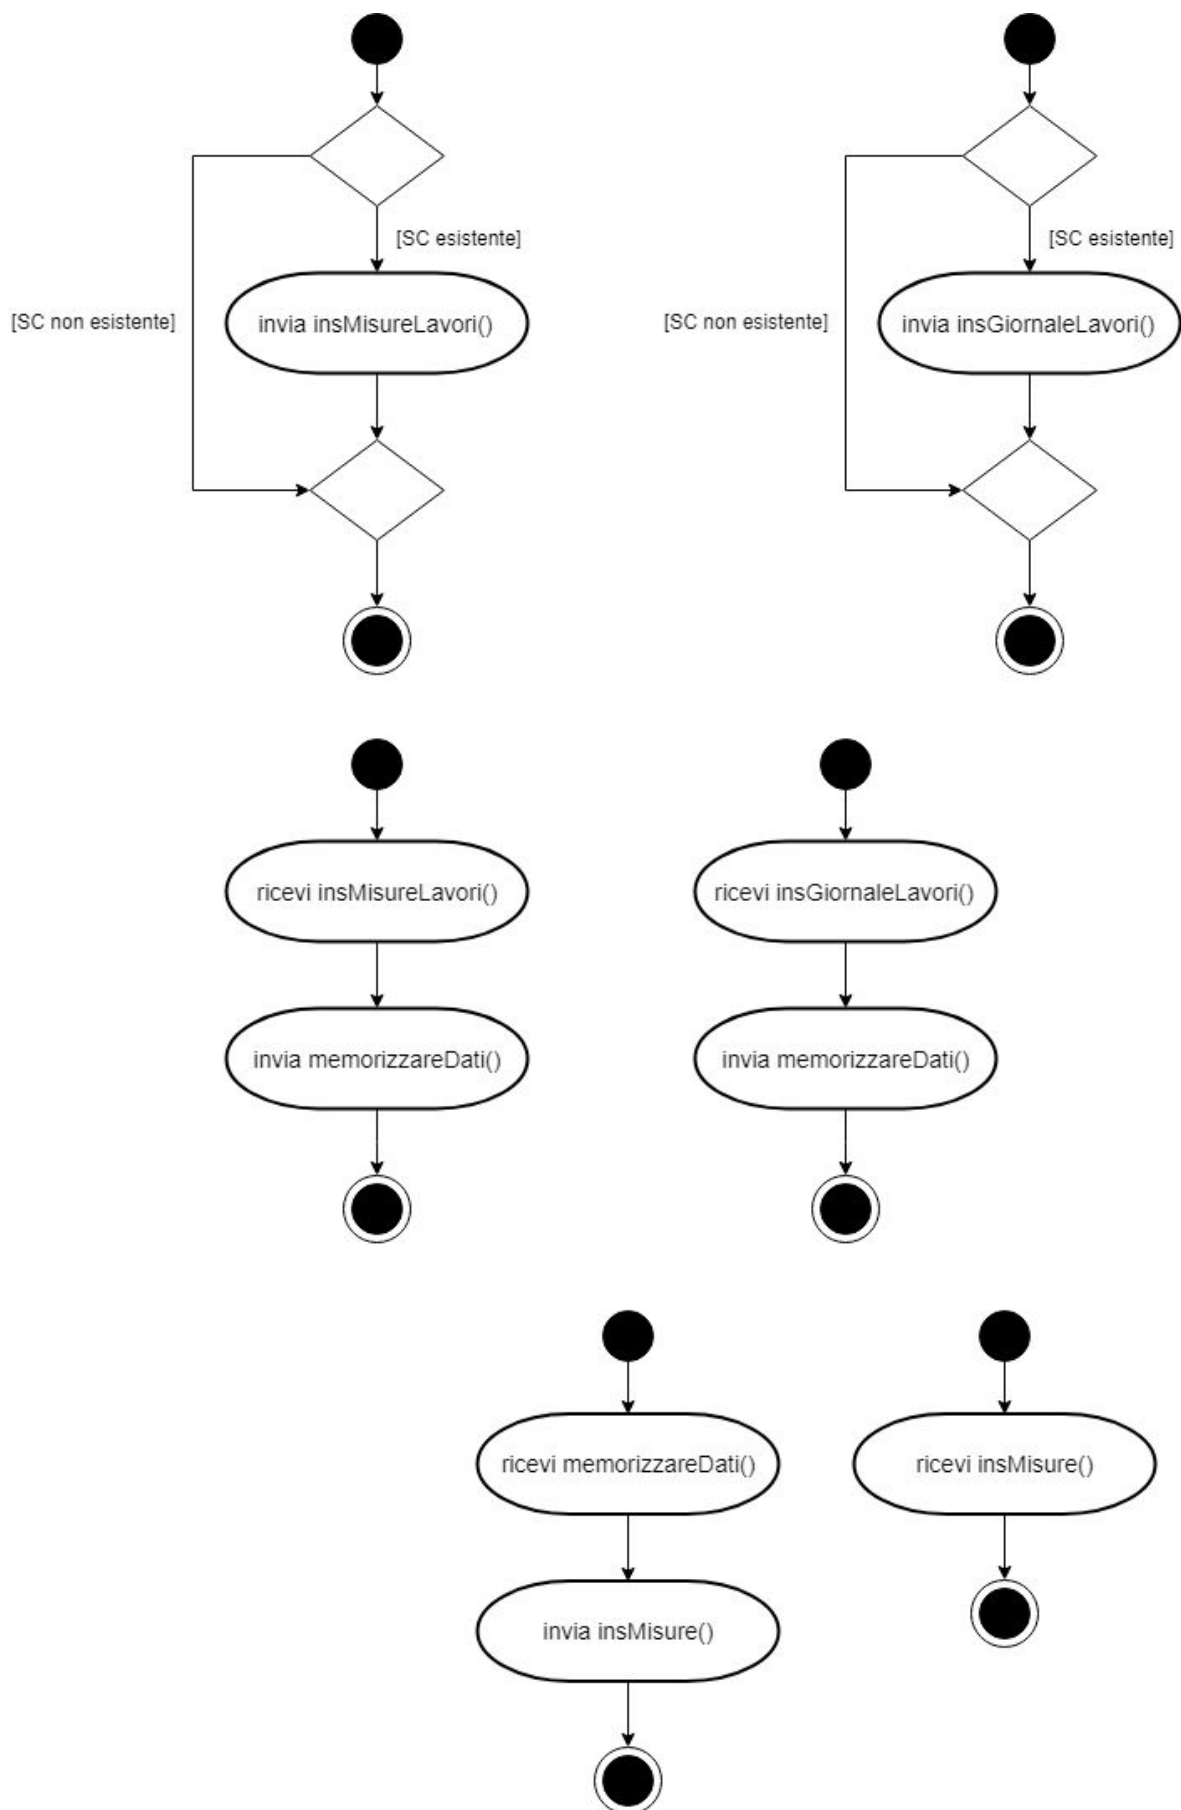 [SC esistente]
[SC esistente]
[SC non esistente]
invia insMisureLavori()
[SC non esistente]
invia insGiornaleLavori()
ricevi insMisureLavori()
ricevi insGiornaleLavori()
invia memorizzareDati()
invia memorizzareDati()
ricevi memorizzareDati()
ricevi insMisure()
invia insMisure()